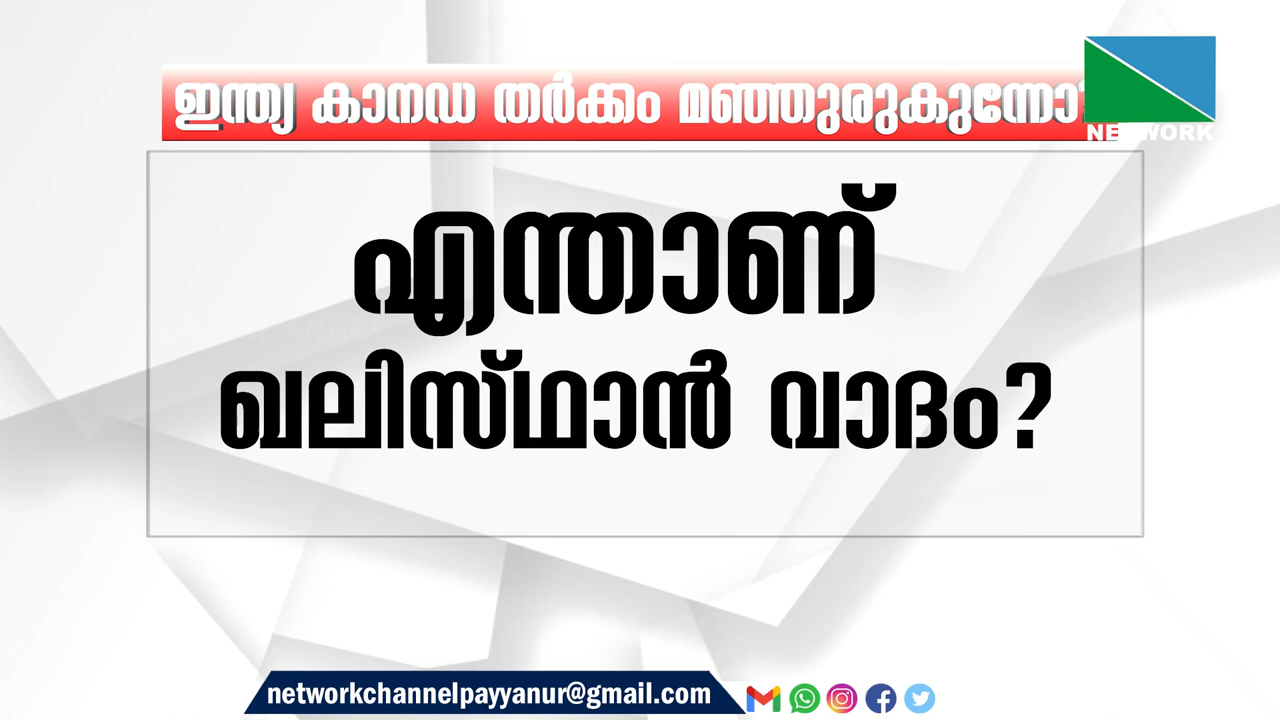 ഇന്ത്യ കാനഡ തർക്കം മഞ്ഞുരുകുന്നോ?
NETWORK
എന്താണ്
ഖലിസ്ഥാൻ വാദം?
networkchannelpayyanur@gmail.com